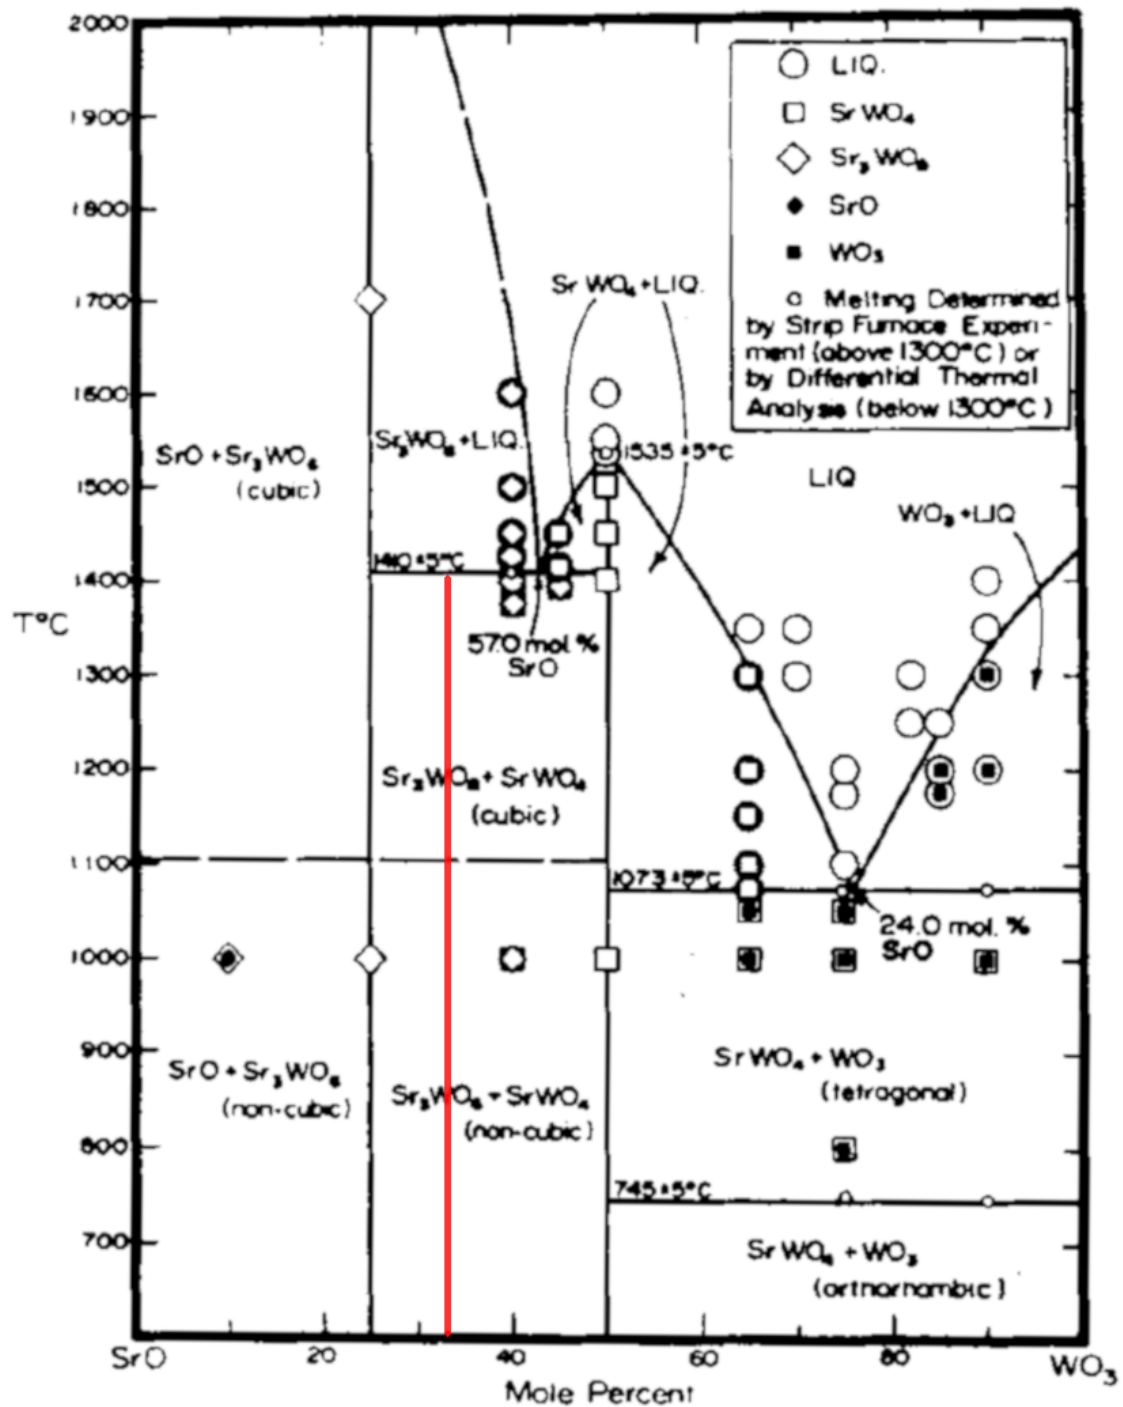 2000
1900
1800
1700
1600
1500
1400
1300
1200
1100
1000
900
800
700
T°C
LIQ.
SrWO₄
Sr₃WO₆
SrO
WO₃
Melting Determined
by Strip Furnace Experi-
ment (above 1300°C) or
by Differential Thermal
Analysis (below 1300°C)
SrWO₄+LIQ.
SrO + Sr₃WO₆
(cubic)
Sr₃WO₆+LIQ.
1535±5°C
LIQ
WO₃+LIQ
1410±5°C
57.0 mol.%
SrO
Sr₃WO₆ + SrWO₄
(cubic)
1073±5°C
24.0 mol.%
SrO
SrO + Sr₃WO₆
(non-cubic)
Sr₃WO₆ + SrWO₄
(non-cubic)
SrWO₄ + WO₃
(tetragonal)
745±5°C
SrWO₄ + WO₃
(orthorhombic)
SrO 20 40 60 80 WO₃
Mole Percent